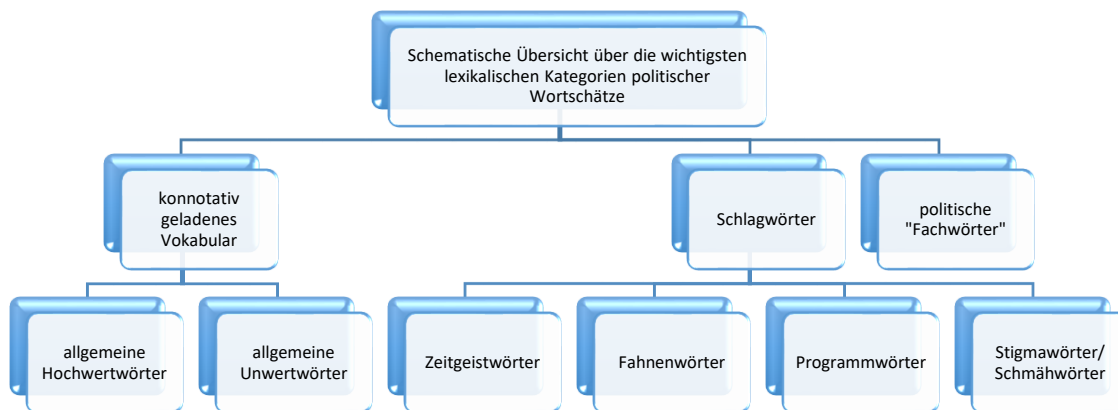 Schematische Übersicht über die wichtigsten
lexikalischen Kategorien politischer
Wortschätze
konnotativ
geladenes
Vokabular
Schlagwörter
politische
"Fachwörter"
allgemeine
Hochwertwörter
allgemeine
Unwertwörter
Zeitgeistwörter
Fahnenwörter
Programmwörter
Stigmawörter/
Schmähwörter